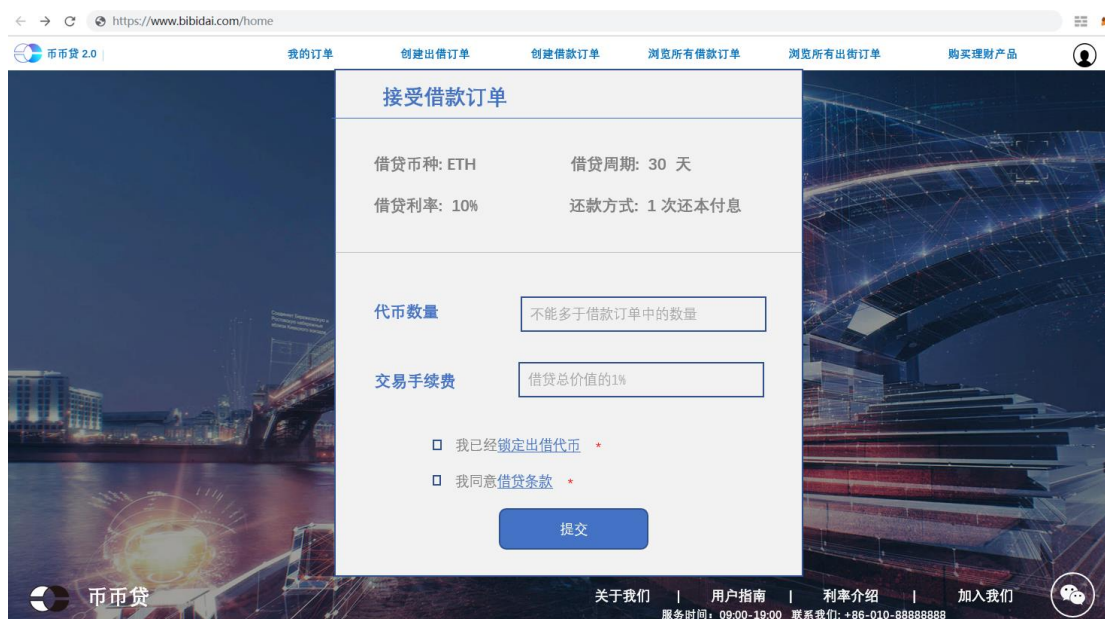 https://www.bibidai.com/home
币币贷 2.0 我的订单 创建出借订单 创建借款订单 浏览所有借款订单 浏览所有出街订单 购买理财产品
接受借款订单
借贷币种: ETH 借贷周期: 30 天
借贷利率: 10% 还款方式: 1 次还本付息
代币数量 不能多于借款订单中的数量
交易手续费 借贷总价值的1%
我已经锁定出借代币 *
我同意借贷条款 *
提交
币币贷 关于我们 | 用户指南 | 利率介绍 | 加入我们
服务时间: 09:00-19:00 联系我们: +86-010-88888888